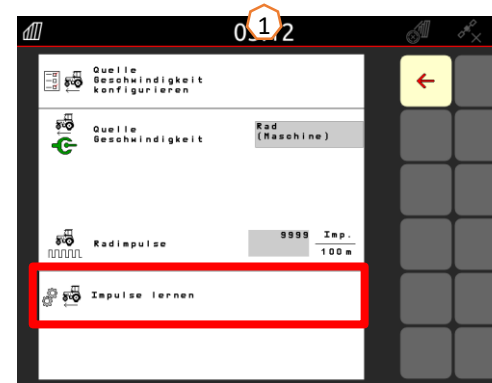 1
Quelle
Geschwindigkeit
konfigurieren
Quelle
Geschwindigkeit
Rad
(Maschine)
Radimpulse
9999 Imp.
100 m
Impulse lernen